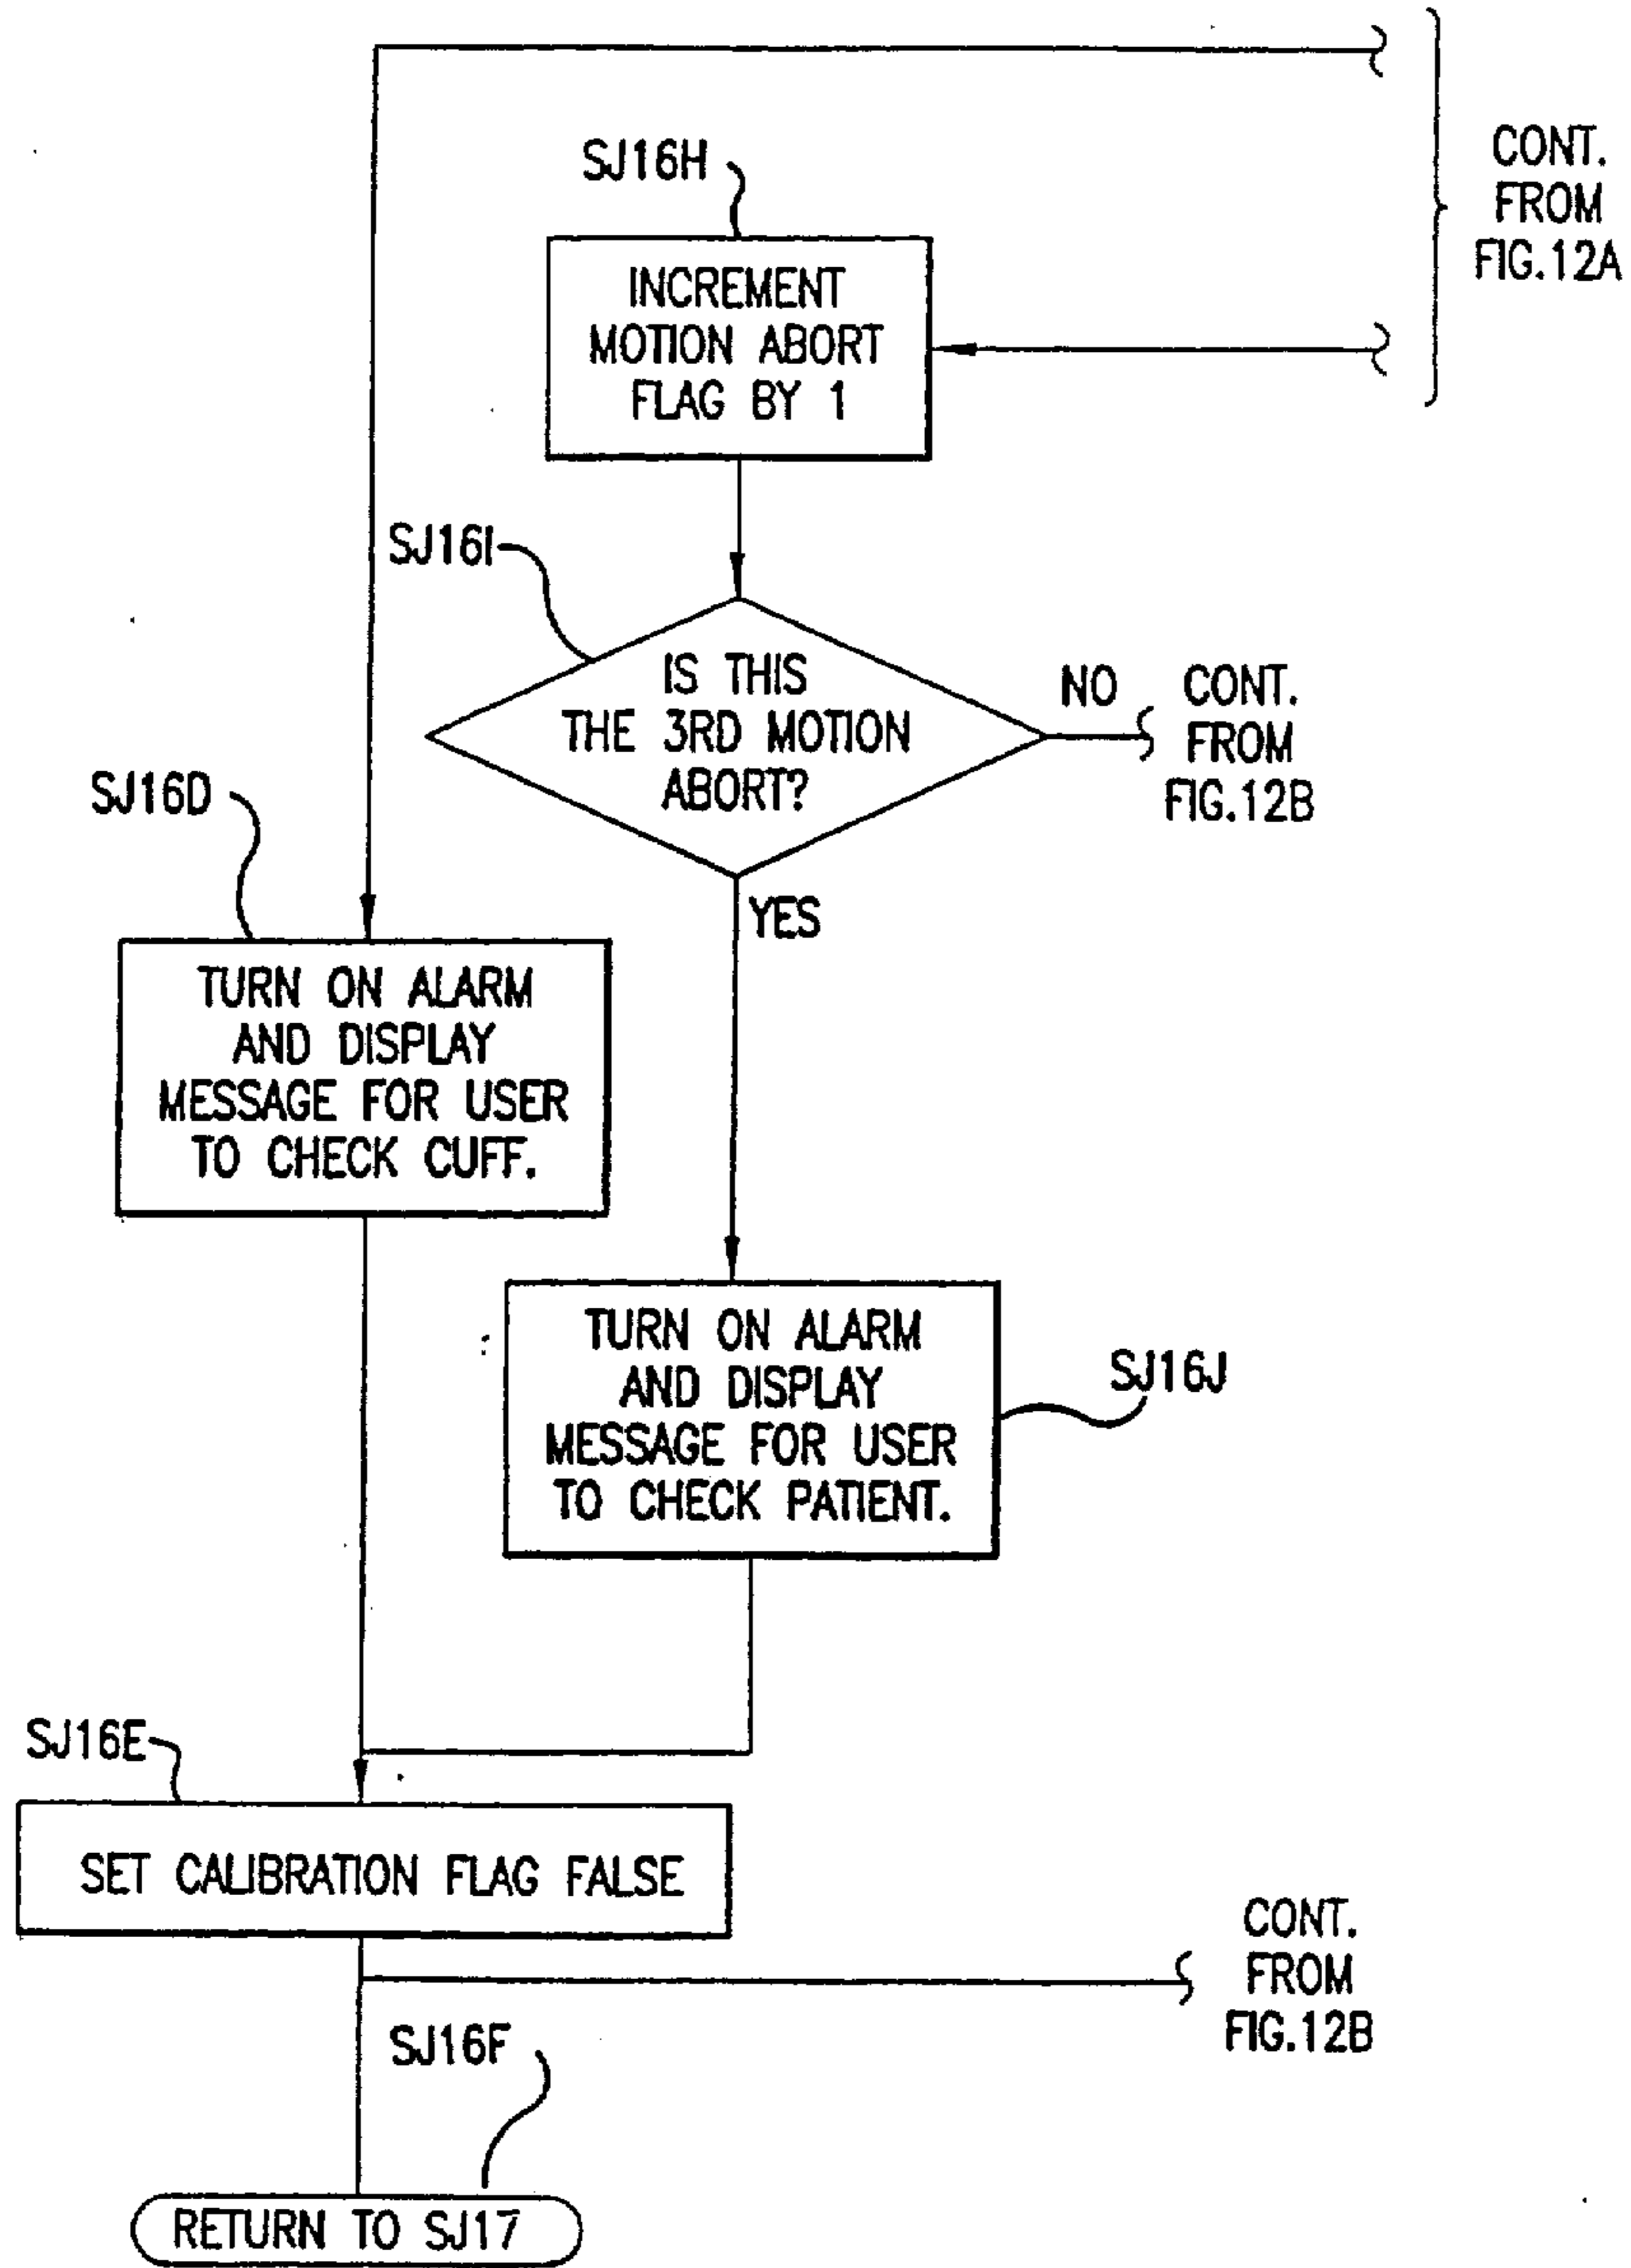 CONT.
FROM
FIG.12A
SJ16H
INCREMENT
MOTION ABORT
FLAG BY 1
SJ16I
IS THIS
THE 3RD MOTION
ABORT?
NO
CONT.
FROM
FIG.12B
YES
SJ16D
TURN ON ALARM
AND DISPLAY
MESSAGE FOR USER
TO CHECK CUFF.
TURN ON ALARM
AND DISPLAY
MESSAGE FOR USER
TO CHECK PATIENT.
SJ16J
SJ16E
SET CALIBRATION FLAG FALSE
CONT.
FROM
FIG.12B
SJ16F
RETURN TO SJ17